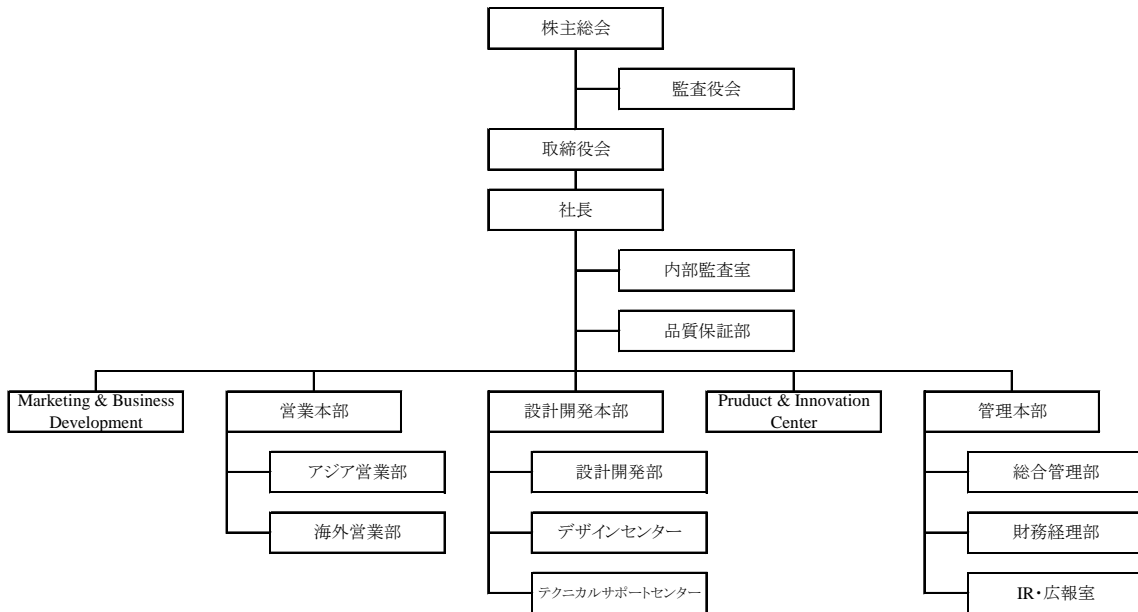 株主総会
監査役会
取締役会
社長
内部監査室
品質保証部
Marketing & Business
Development
営業本部
設計開発本部
Pruduct & Innovation
Center
管理本部
アジア営業部
設計開発部
総合管理部
海外営業部
デザインセンター
財務経理部
テクニカルサポートセンター
IR・広報室